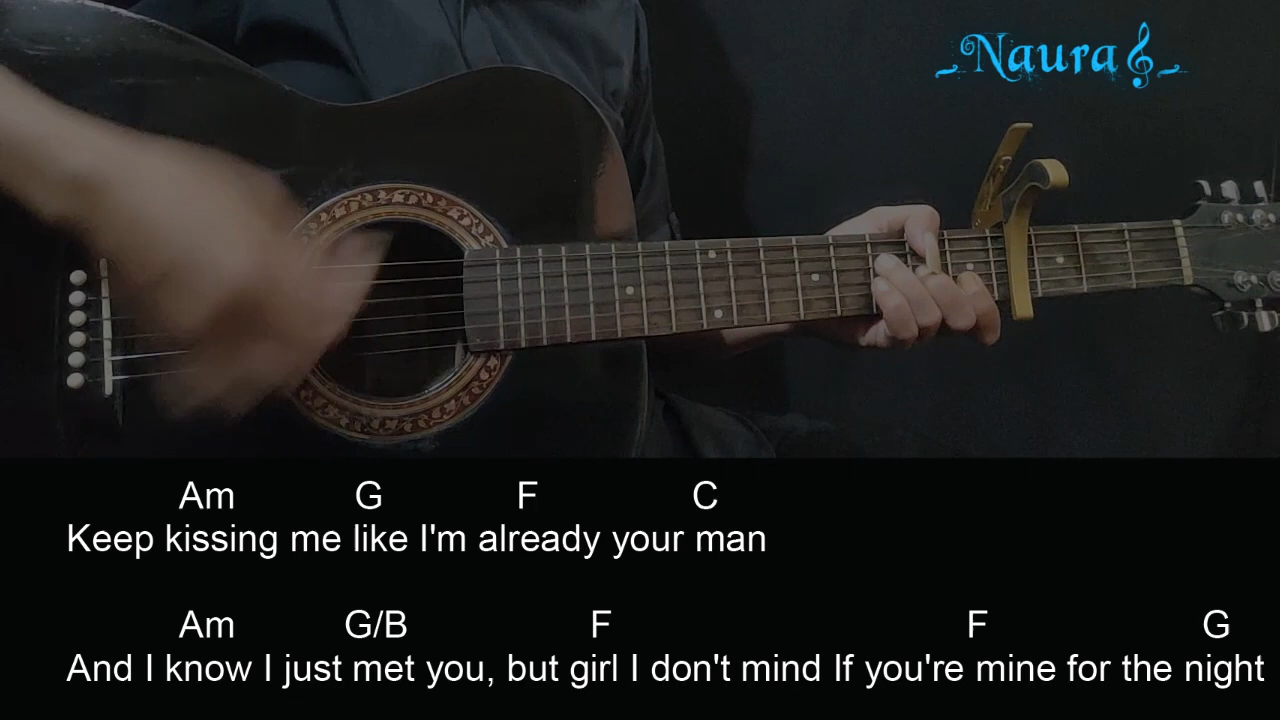 Naura
Am G F C
Keep kissing me like I'm already your man
Am G/B F F G
And I know I just met you, but girl I don't mind If you're mine for the night